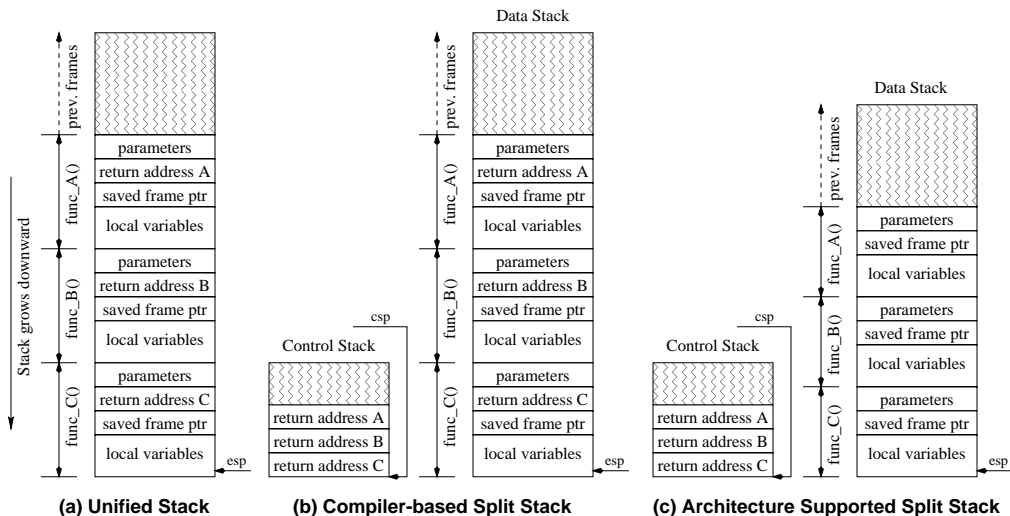 Stack grows downward
prev. frames
func_A()
func_B()
func_C()
parameters
return address A
saved frame ptr
local variables
parameters
return address B
saved frame ptr
local variables
parameters
return address C
saved frame ptr
local variables
esp
(a) Unified Stack
Control Stack
csp
return address A
return address B
return address C
Data Stack
prev. frames
func_A()
func_B()
func_C()
parameters
return address A
saved frame ptr
local variables
parameters
return address B
saved frame ptr
local variables
parameters
return address C
saved frame ptr
local variables
esp
(b) Compiler-based Split Stack
Control Stack
csp
return address A
return address B
return address C
Data Stack
prev. frames
func_A()
func_B()
func_C()
parameters
saved frame ptr
local variables
parameters
saved frame ptr
local variables
parameters
saved frame ptr
local variables
esp
(c) Architecture Supported Split Stack